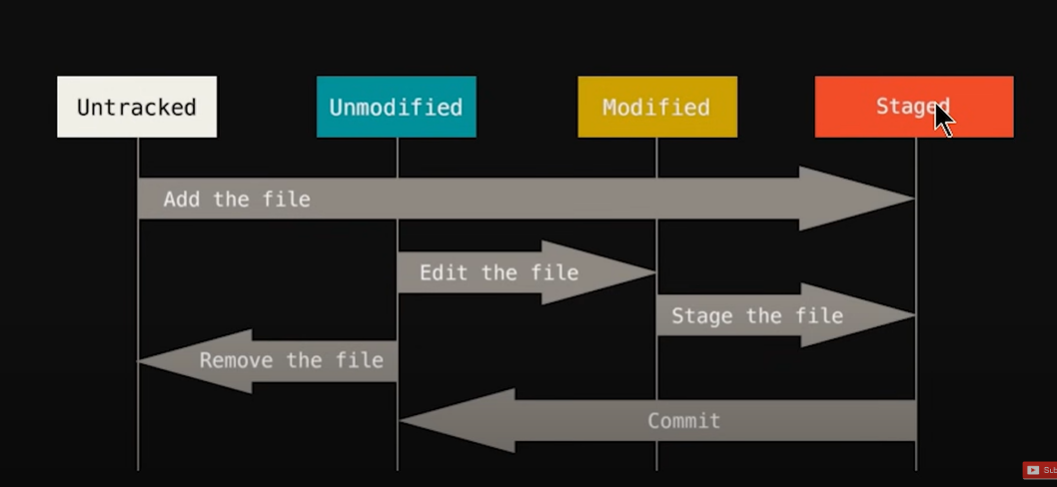 Untracked
Unmodified
Modified
Staged
Add the file
Edit the file
Stage the file
Remove the file
Commit
Sub